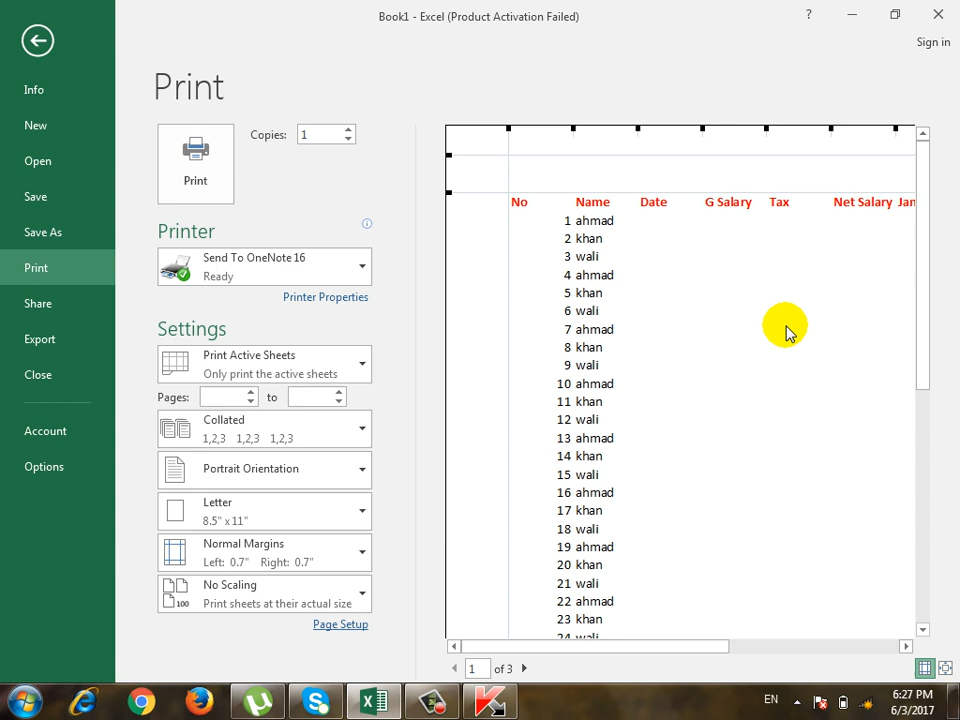 Book1 - Excel (Product Activation Failed)
?
Sign in
Info
New
Open
Save
Save As
Print
Share
Export
Close
Account
Options
Print
Copies: 1
Print
Printer
Send To OneNote 16
Ready
Printer Properties
Settings
Print Active Sheets
Only print the active sheets
Pages: to
Collated
1,2,3 1,2,3 1,2,3
Portrait Orientation
Letter
8.5" x 11"
Normal Margins
Left: 0.7" Right: 0.7"
No Scaling
100
Print sheets at their actual size
Page Setup
No Name Date G Salary Tax Net Salary Jan
1 ahmad
2 khan
3 wali
4 ahmad
5 khan
6 wali
7 ahmad
8 khan
9 wali
10 ahmad
11 khan
12 wali
13 ahmad
14 khan
15 wali
16 ahmad
17 khan
18 wali
19 ahmad
20 khan
21 wali
22 ahmad
23 khan
24 wali
1 of 3
EN
6:27 PM
6/3/2017